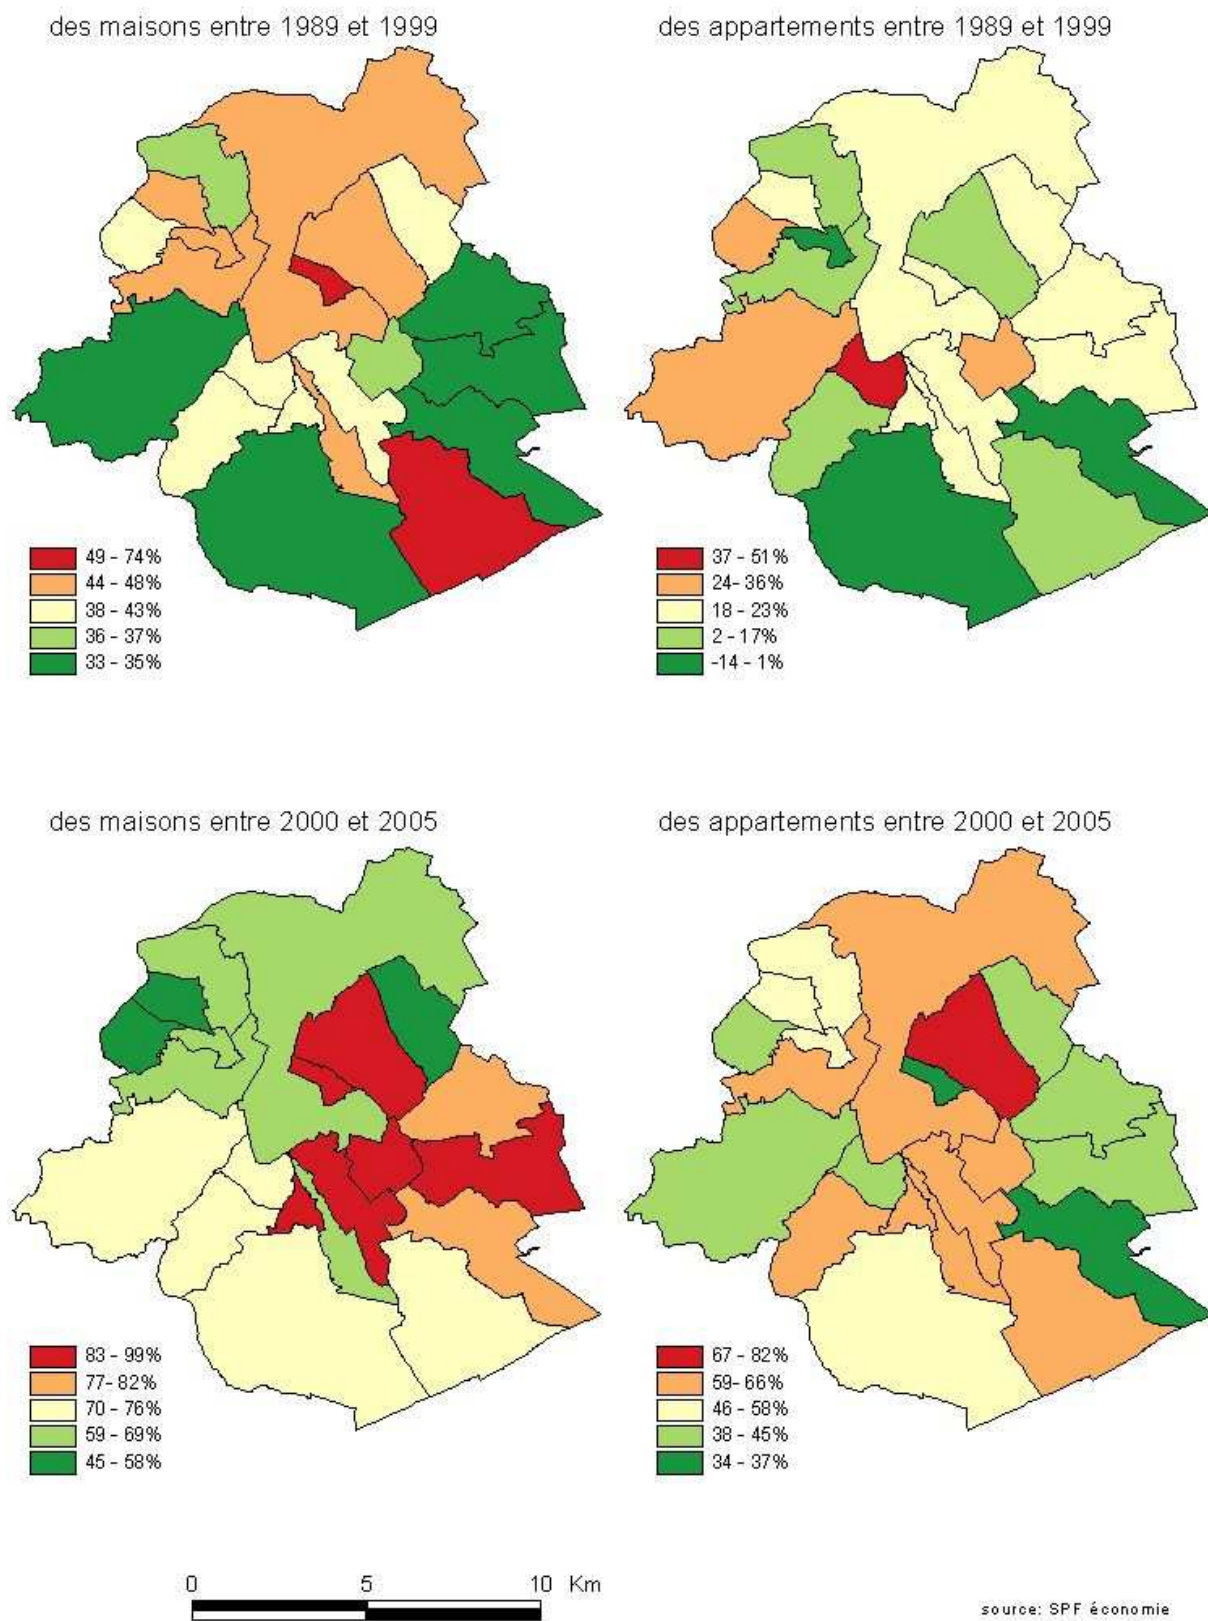 des maisons entre 1989 et 1999
des appartements entre 1989 et 1999
49 - 74%
44 - 48%
38 - 43%
36 - 37%
33 - 35%
37 - 51%
24- 36%
18 - 23%
2 - 17%
-14 - 1%
des maisons entre 2000 et 2005
des appartements entre 2000 et 2005
83 - 99%
77- 82%
70 - 76%
59 - 69%
45 - 58%
67 - 82%
59- 66%
46 - 58%
38 - 45%
34 - 37%
0 5 10 Km
source: SPF économie